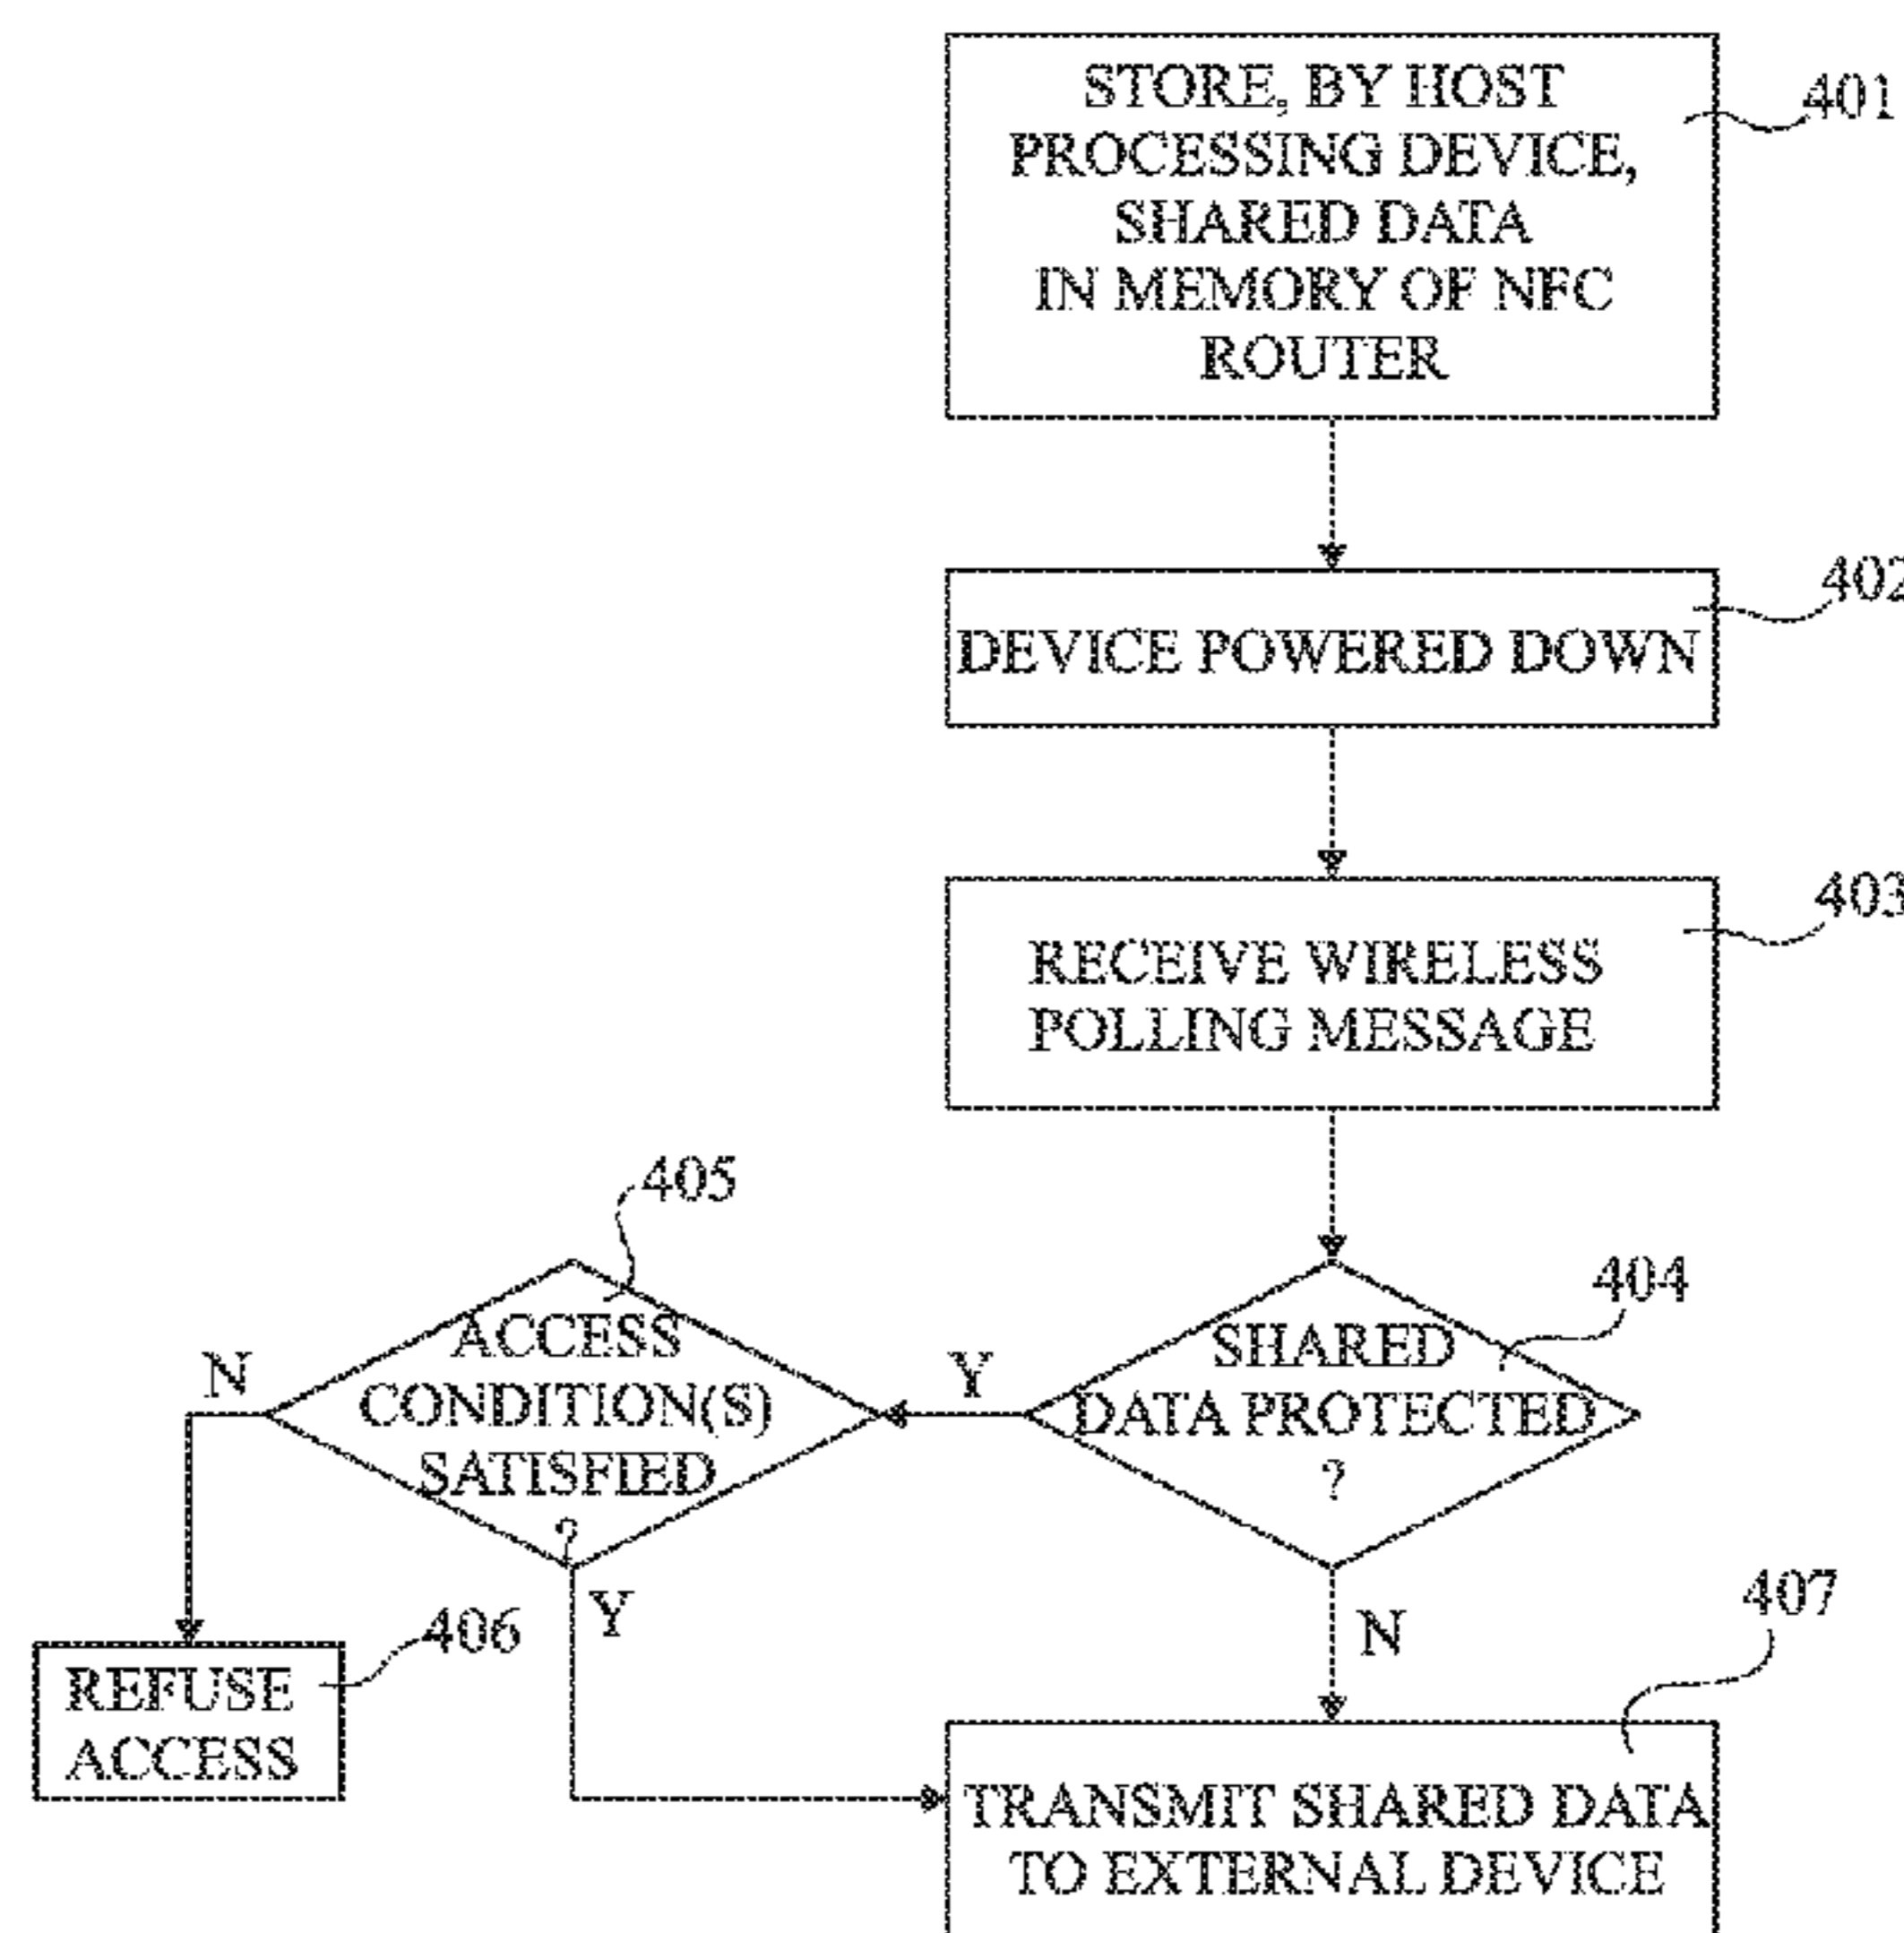 STORE, BY HOST
PROCESSING DEVICE,
SHARED DATA
IN MEMORY OF NFC
ROUTER
401
DEVICE POWERED DOWN
402
RECEIVE WIRELESS
POLLING MESSAGE
403
SHARED
DATA PROTECTED
?
404
Y
N
ACCESS
CONDITION(S)
SATISFIED
?
405
N
Y
REFUSE
ACCESS
406
TRANSMIT SHARED DATA
TO EXTERNAL DEVICE
407